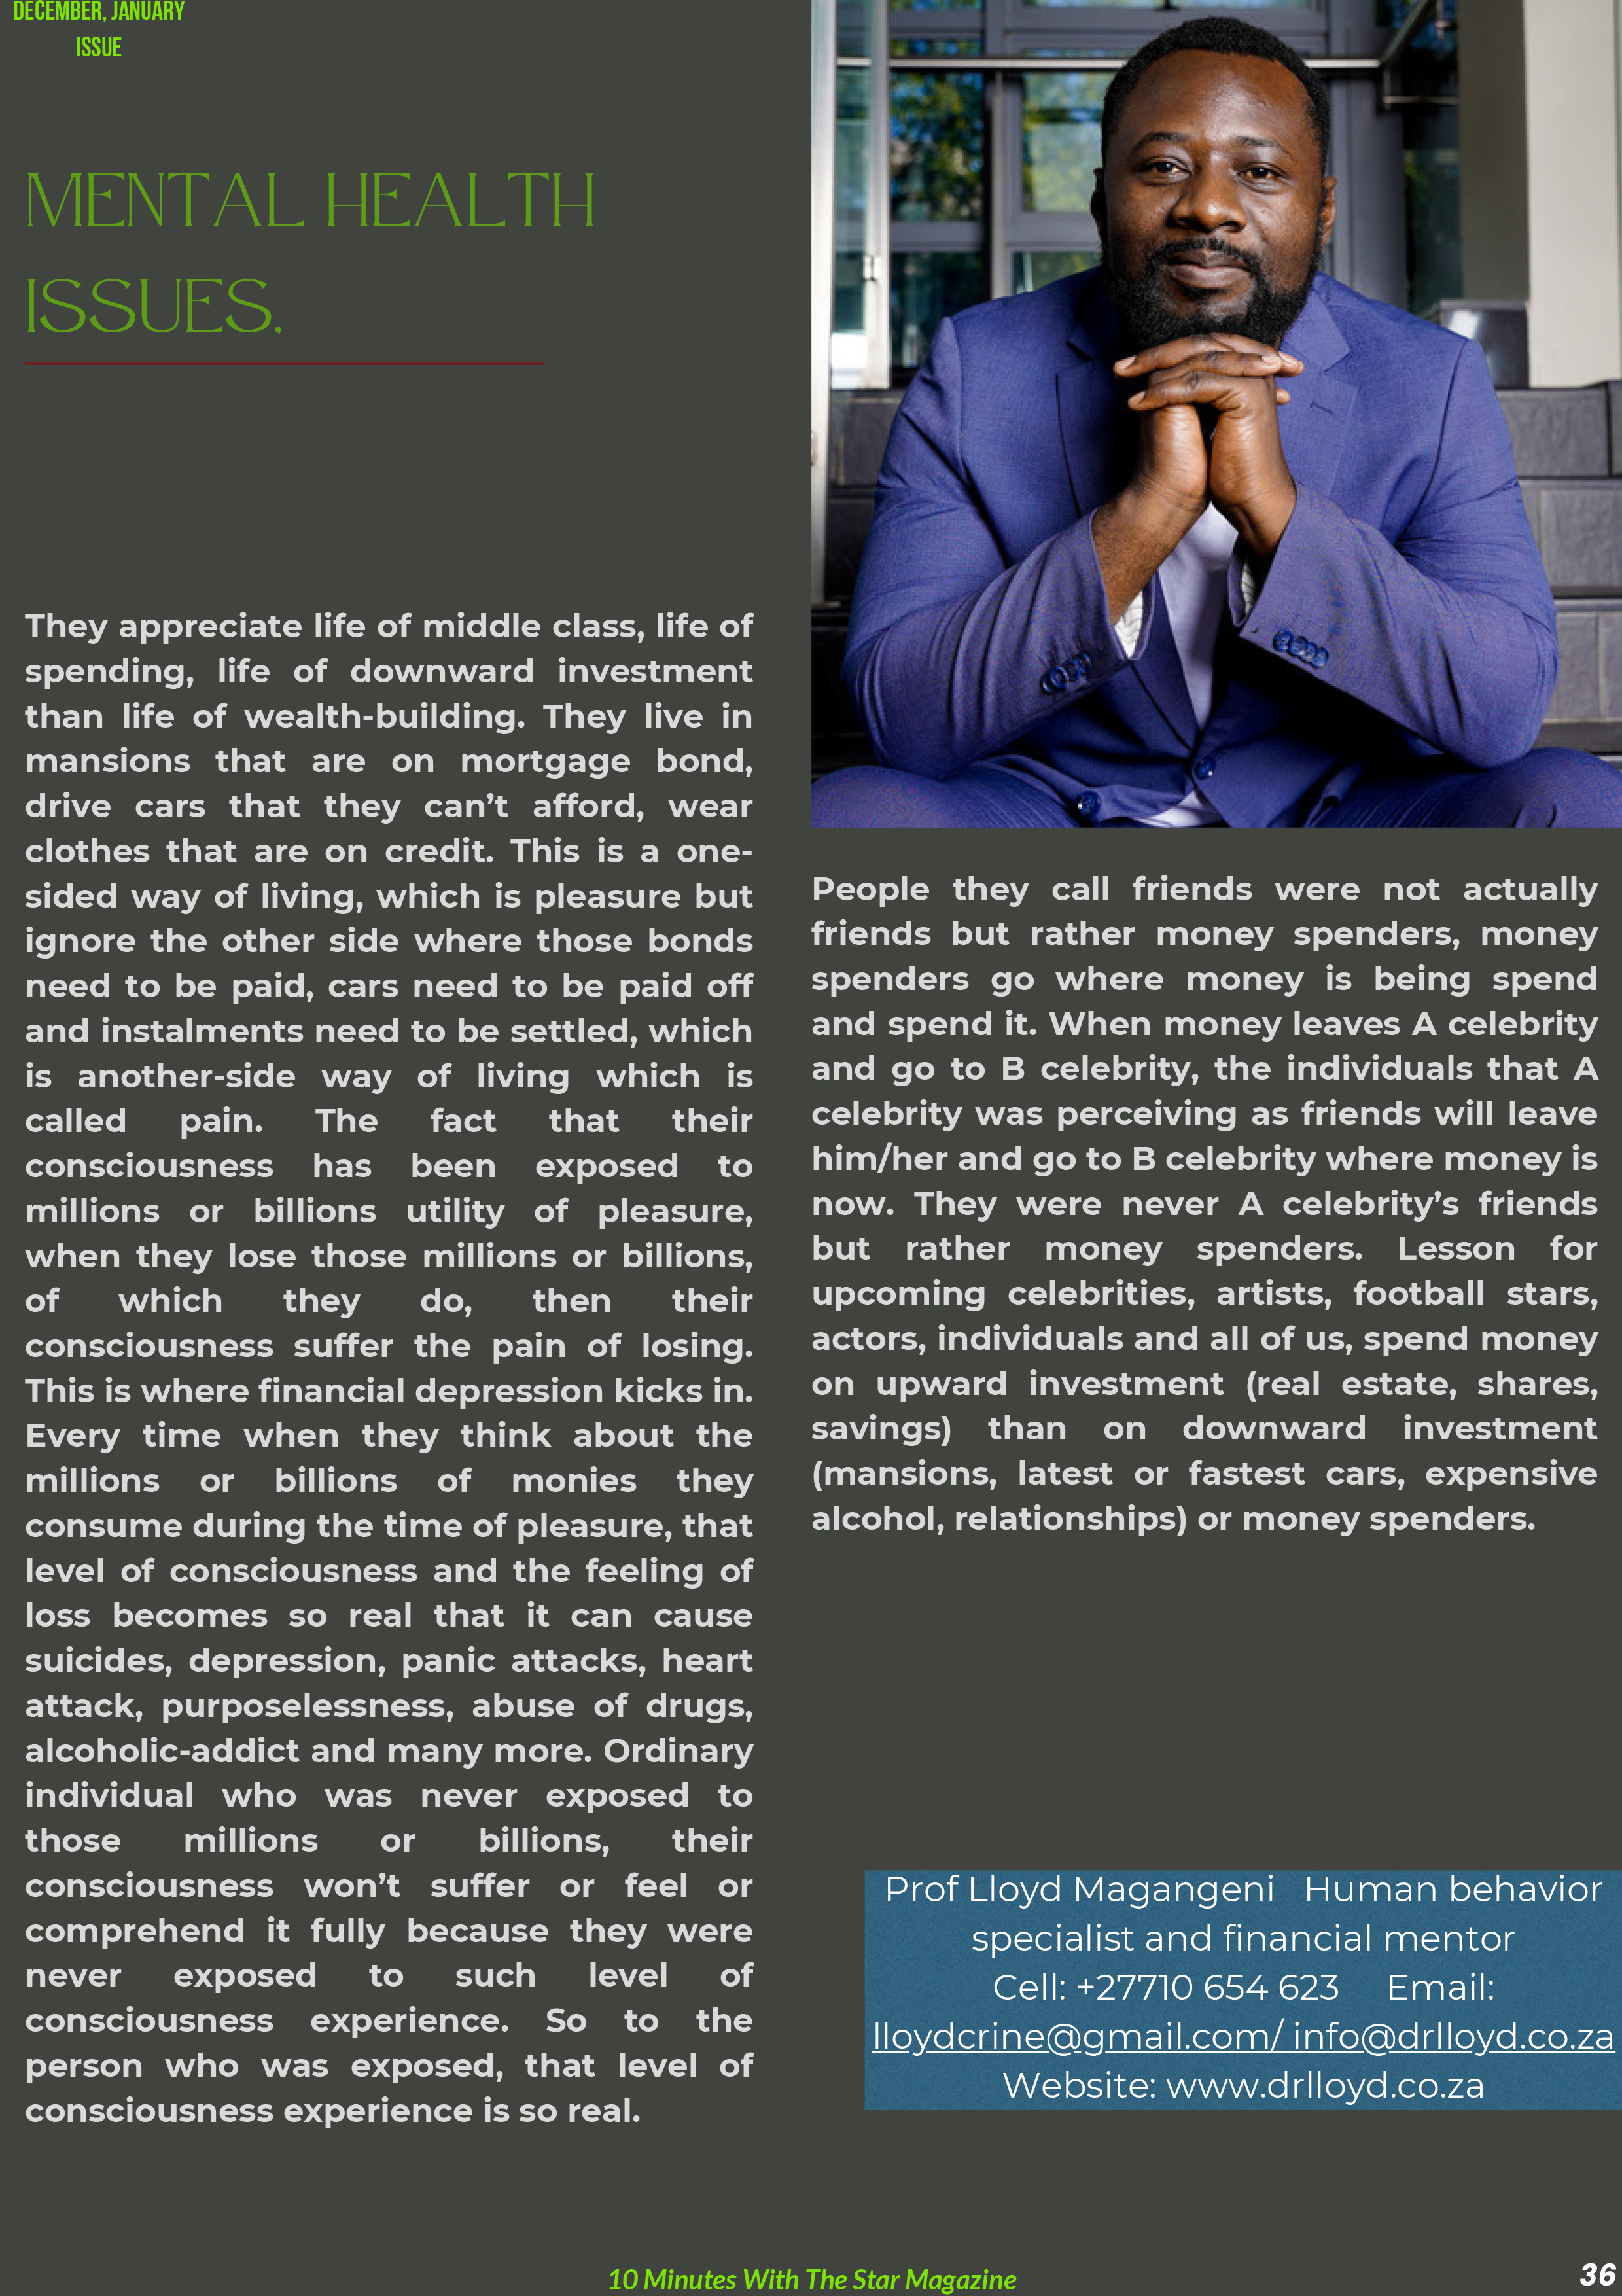 DECEMBER, JANUARY
ISSUE
MENTAL HEALTH
ISSUES.
They appreciate life of middle class, life of
spending, life of downward investment
than life of wealth-building. They live in
mansions that are on mortgage bond,
drive cars that they can’t afford, wear
clothes that are on credit. This is a one-
sided way of living, which is pleasure but
ignore the other side where those bonds
need to be paid, cars need to be paid off
and instalments need to be settled, which
is another-side way of living which is
called pain. The fact that their
consciousness has been exposed to
millions or billions utility of pleasure,
when they lose those millions or billions,
of which they do, then their
consciousness suffer the pain of losing.
This is where financial depression kicks in.
Every time when they think about the
millions or billions of monies they
consume during the time of pleasure, that
level of consciousness and the feeling of
loss becomes so real that it can cause
suicides, depression, panic attacks, heart
attack, purposelessness, abuse of drugs,
alcoholic-addict and many more. Ordinary
individual who was never exposed to
those millions or billions, their
consciousness won’t suffer or feel or
comprehend it fully because they were
never exposed to such level of
consciousness experience. So to the
person who was exposed, that level of
consciousness experience is so real.
People they call friends were not actually
friends but rather money spenders, money
spenders go where money is being spend
and spend it. When money leaves A celebrity
and go to B celebrity, the individuals that A
celebrity was perceiving as friends will leave
him/her and go to B celebrity where money is
now. They were never A celebrity’s friends
but rather money spenders. Lesson for
upcoming celebrities, artists, football stars,
actors, individuals and all of us, spend money
on upward investment (real estate, shares,
savings) than on downward investment
(mansions, latest or fastest cars, expensive
alcohol, relationships) or money spenders.
Prof Lloyd Magangeni Human behavior
specialist and financial mentor
Cell: +27710 654 623 Email:
lloydcrine@gmail.com/ info@drlloyd.co.za
Website: www.drlloyd.co.za
10 Minutes With The Star Magazine
36